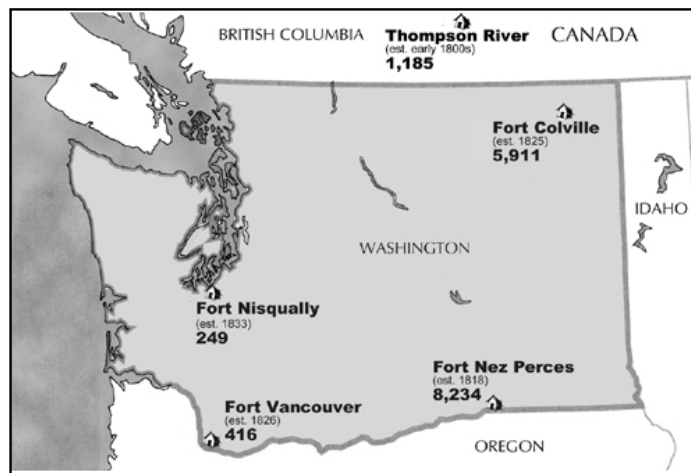 BRITISH COLUMBIA
Thompson River
(est. early 1800s)
1,185
CANADA
Fort Colville
(est. 1825)
5,911
IDAHO
WASHINGTON
Fort Nisqually
(est. 1833)
249
Fort Nez Perces
(est. 1818)
8,234
Fort Vancouver
(est. 1826)
416
OREGON